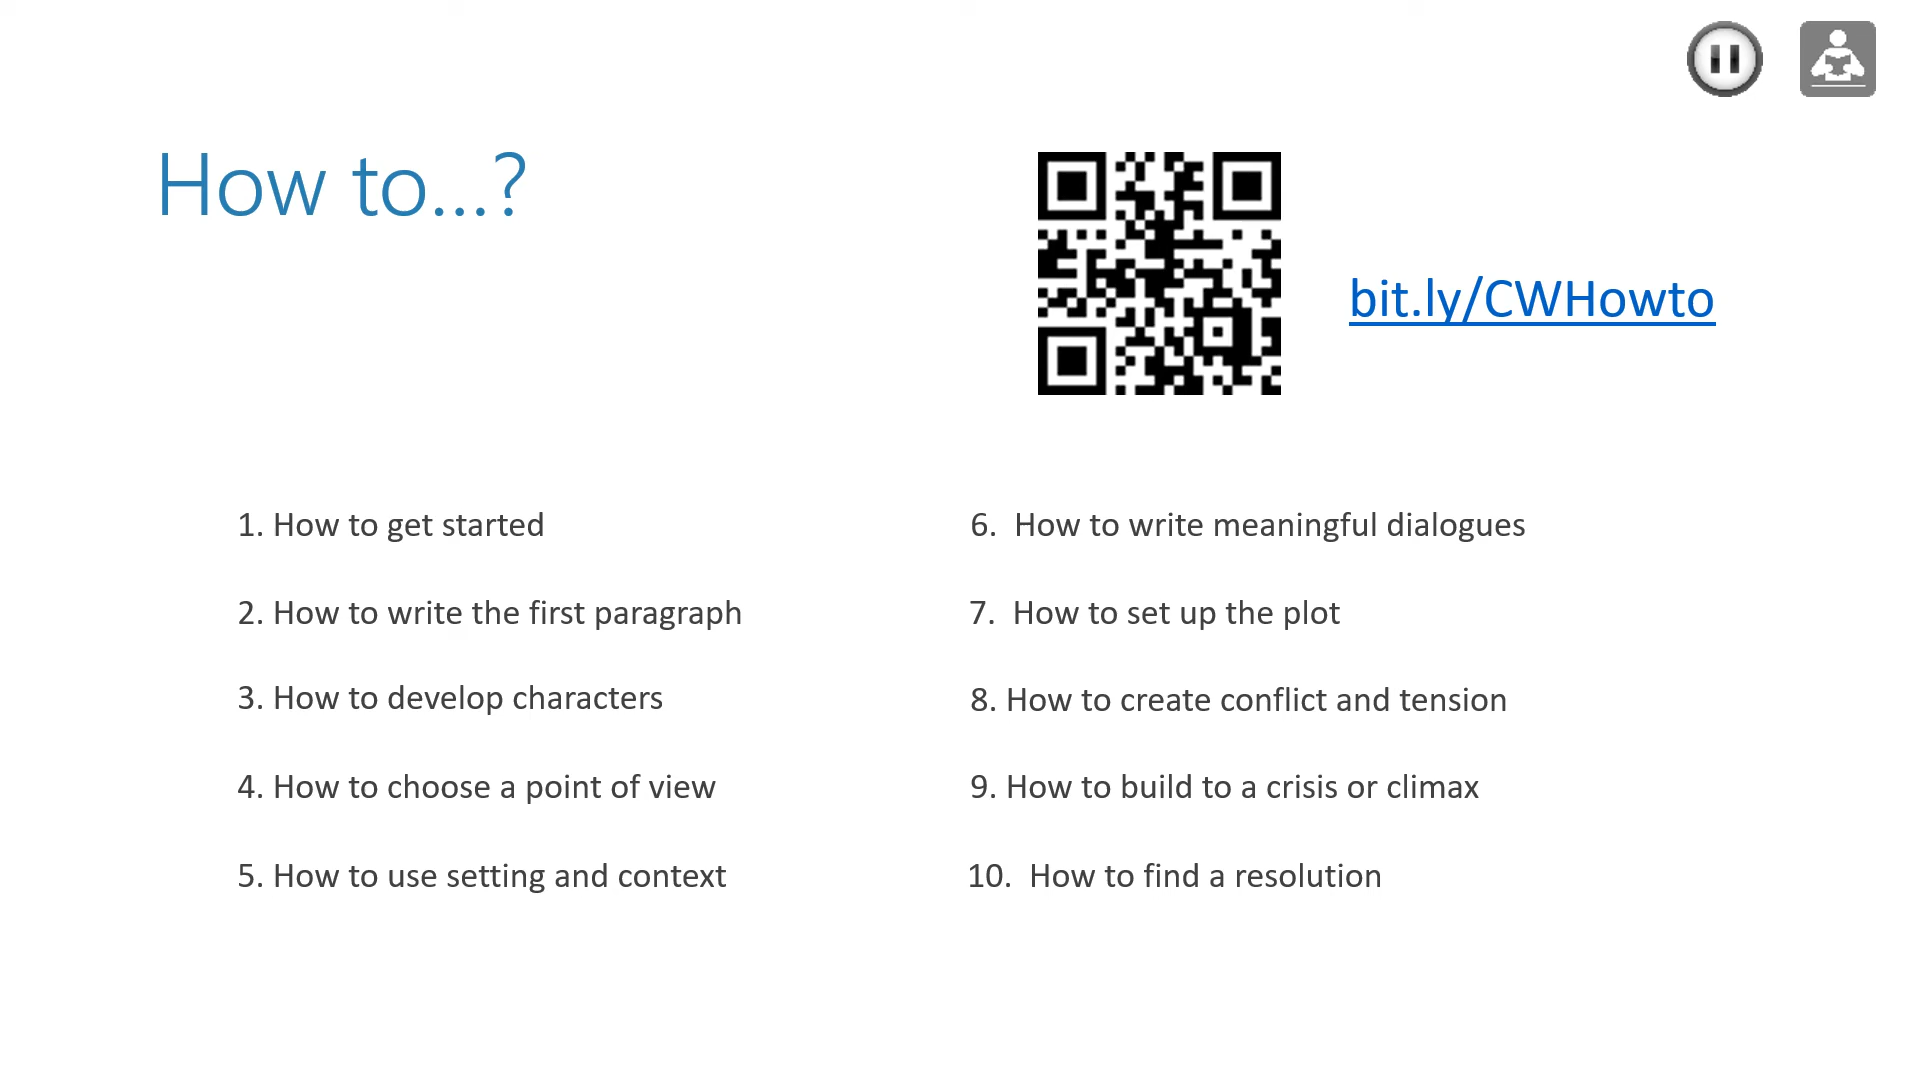 How to...?
bit.ly/CWHowto
1. How to get started
2. How to write the first paragraph
3. How to develop characters
4. How to choose a point of view
5. How to use setting and context
6. How to write meaningful dialogues
7. How to set up the plot
8. How to create conflict and tension
9. How to build to a crisis or climax
10. How to find a resolution